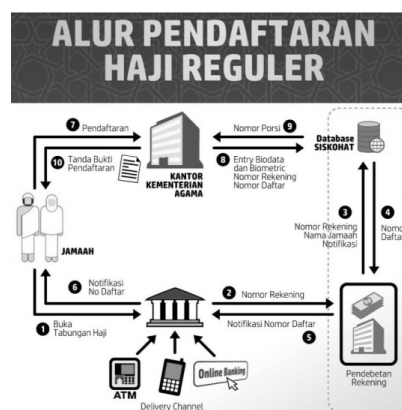 ALUR PENDAFTARAN
HAJI REGULER
7 Pendaftaran
10 Tanda Bukti
Pendaftaran
KANTOR
KEMENTERIAN
AGAMA
Nomor Porsi 9
8 Entry Biodata
dan Biometric
Nomor Rekening
Nomor Daftar
Database
SISKOHAT
JAMAAH
3
Nomor Rekening
Nama Jamaah
Notifikasi
4
Nomo
Dafta
6 Notifikasi
No Daftar
1 Buka
Tabungan Haji
2 Nomor Rekening
Notifikasi Nomor Daftar
5
Pendebetan
Rekening
ATM
Online Banking
Delivery Channel